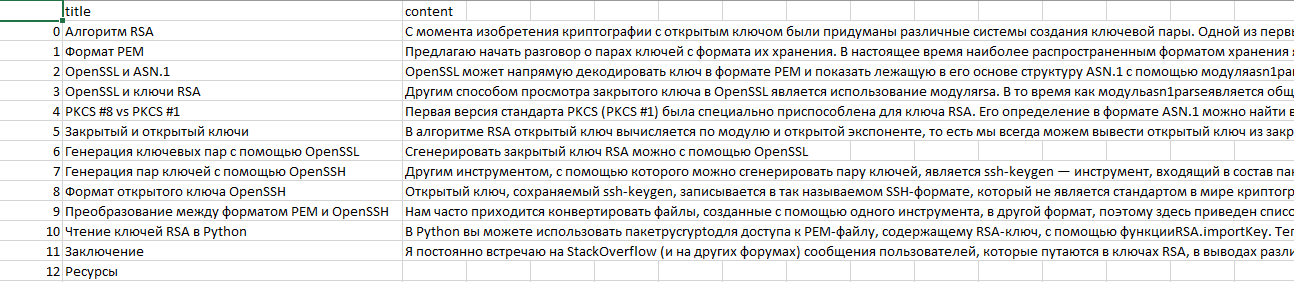 title content
0 Алгоритм RSA С момента изобретения криптографии с открытым ключом были придуманы различные системы создания ключевой пары. Одной из
1 Формат PEM Предлагаю начать разговор о парах ключей с формата их хранения. В настоящее время наиболее распространенным форматом хранения
2 OpenSSL и ASN.1 OpenSSL может напрямую декодировать ключ в формате PEM и показать лежащую в его основе структуру ASN.1 с помощью
3 OpenSSL и ключи RSA Другим способом просмотра закрытого ключа в OpenSSL является использование модуляrsa. В то время как модульasn1parseявляется
4 PKCS #8 vs PKCS #1 Первая версия стандарта PKCS (PKCS #1) была специально приспособлена для ключа RSA. Его определение в формате ASN.1 можно найти
5 Закрытый и открытый ключи В алгоритме RSA открытый ключ вычисляется по модулю и открытой экспоненте, то есть мы всегда можем вывести открытый ключ из
6 Генерация ключевых пар с помощью OpenSSL Сгенерировать закрытый ключ RSA можно с помощью OpenSSL
7 Генерация пар ключей с помощью OpenSSH Другим инструментом, с помощью которого можно сгенерировать пару ключей, является ssh-keygen — инструмент, входящий в состав
8 Формат открытого ключа OpenSSH Открытый ключ, сохраняемый ssh-keygen, записывается в так называемом SSH-формате, который не является стандартом в мире
9 Преобразование между форматом PEM и OpenSSH Нам часто приходится конвертировать файлы, созданные с помощью одного инструмента, в другой формат, поэтому здесь приведен
10 Чтение ключей RSA в Python В Python вы можете использовать пакетpycryptoдля доступа к PEM-файлу, содержащему RSA-ключ, с помощью функцииRSA.importKey.
11 Заключение Я постоянно встречаю на StackOverflow (и на других форумах) сообщения пользователей, которые путаются в ключах RSA, в выводах
12 Ресурсы